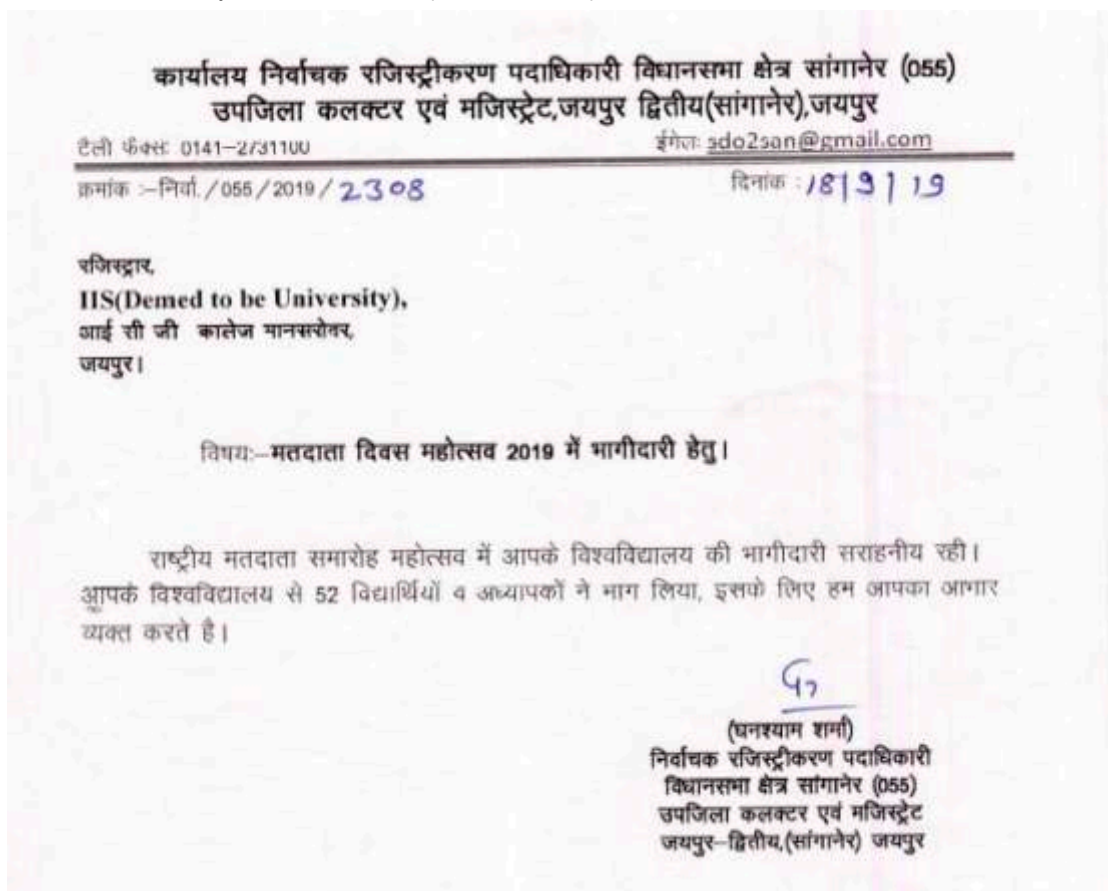 कार्यालय निर्वाचक रजिस्ट्रीकरण पदाधिकारी विधानसभा क्षेत्र सांगानेर (055)
उपजिला कलक्टर एवं मजिस्ट्रेट,जयपुर द्वितीय(सांगानेर),जयपुर
टैली फैक्सः 0141-2731100 ईमेलः sdo2san@gmail.com
क्रमांक :-निर्वा./055/2019/2308 दिनांक : 18|9|19
रजिस्ट्रार,
IIS(Demed to be University),
आई सी जी कालेज मानसरोवर,
जयपुर।
विषयः-मतदाता दिवस महोत्सव 2019 में भागीदारी हेतु।
राष्ट्रीय मतदाता समारोह महोत्सव में आपके विश्वविद्यालय की भागीदारी सराहनीय रही।
आपके विश्वविद्यालय से 52 विद्यार्थियों व अध्यापकों ने भाग लिया, इसके लिए हम आपका आभार
व्यक्त करते है।
(घनश्याम शर्मा)
निर्वाचक रजिस्ट्रीकरण पदाधिकारी
विधानसभा क्षेत्र सांगानेर (055)
उपजिला कलक्टर एवं मजिस्ट्रेट
जयपुर-द्वितीय,(सांगानेर) जयपुर